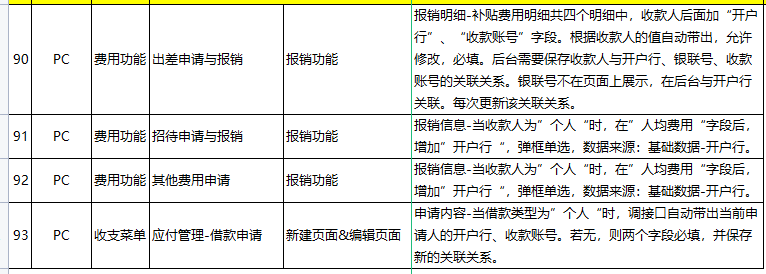 90 PC 费用功能 出差申请与报销 报销功能
报销明细-补贴费用明细共四个明细中，收款人后面加“开户
行”、“收款账号”字段。根据收款人的值自动带出，允许
修改，必填。后台需要保存收款人与开户行、银联号、收款
账号的关联关系。银联号不在页面上展示，在后台与开户行
关联。每次更新该关联关系。
91 PC 费用功能 招待申请与报销 报销功能
报销信息-当收款人为”个人“时，在”人均费用“字段后，
增加”开户行“，弹框单选，数据来源：基础数据-开户行。
92 PC 费用功能 其他费用申请 报销功能
报销信息-当收款人为”个人“时，在”人均费用“字段后，
增加”开户行“，弹框单选，数据来源：基础数据-开户行。
93 PC 收支菜单 应付管理-借款申请 新建页面&编辑页面
申请内容-当借款类型为”个人“时，调接口自动带出当前申
请人的开户行、收款账号。若无，则两个字段必填，并保存
新的关联关系。